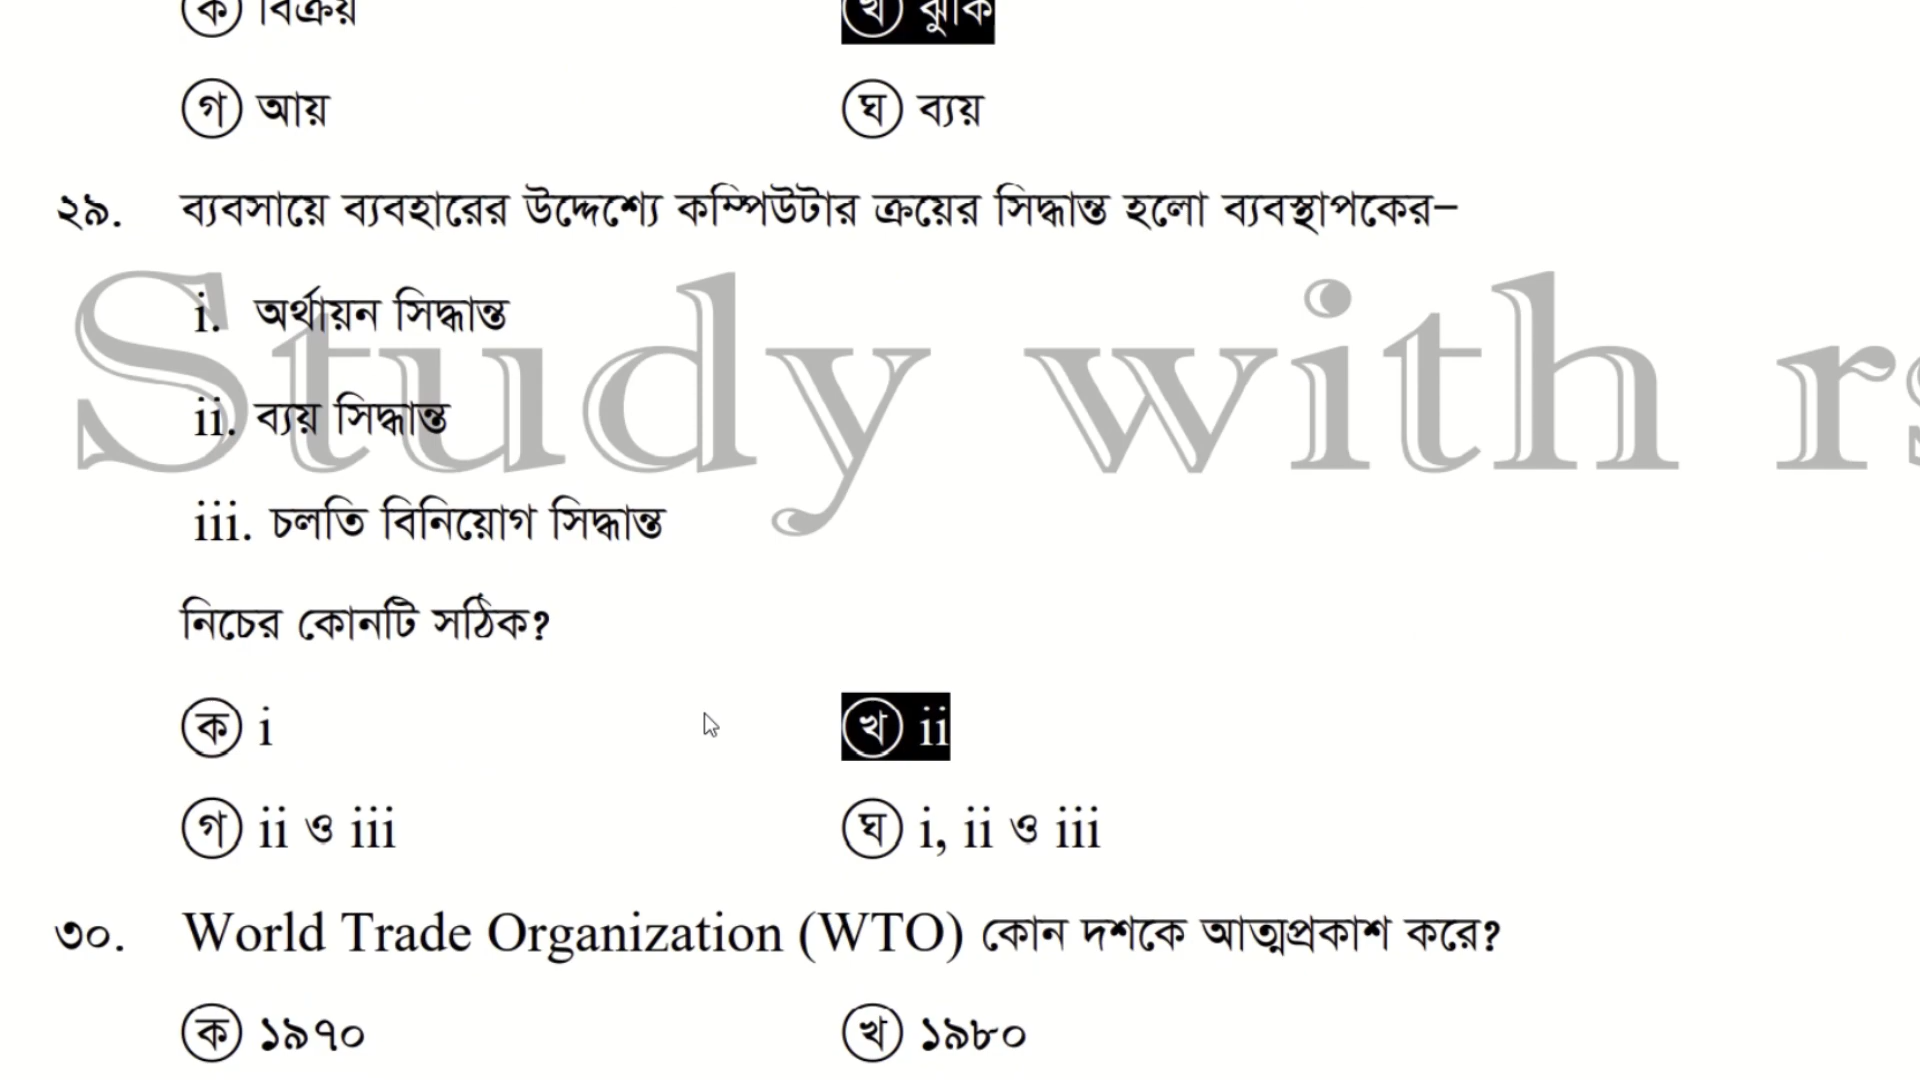 ক বিক্রয় খ ঝুঁকি
গ আয় ঘ ব্যয়
২৯. ব্যবসায়ে ব্যবহারের উদ্দেশ্যে কম্পিউটার ক্রয়ের সিদ্ধান্ত হলো ব্যবস্থাপকের–
i. অর্থায়ন সিদ্ধান্ত
Study with rs
ii. ব্যয় সিদ্ধান্ত
iii. চলতি বিনিয়োগ সিদ্ধান্ত
নিচের কোনটি সঠিক?
ক i খ ii
গ ii ও iii ঘ i, ii ও iii
৩০. World Trade Organization (WTO) কোন দশকে আত্মপ্রকাশ করে?
ক ১৯৭০ খ ১৯৮০